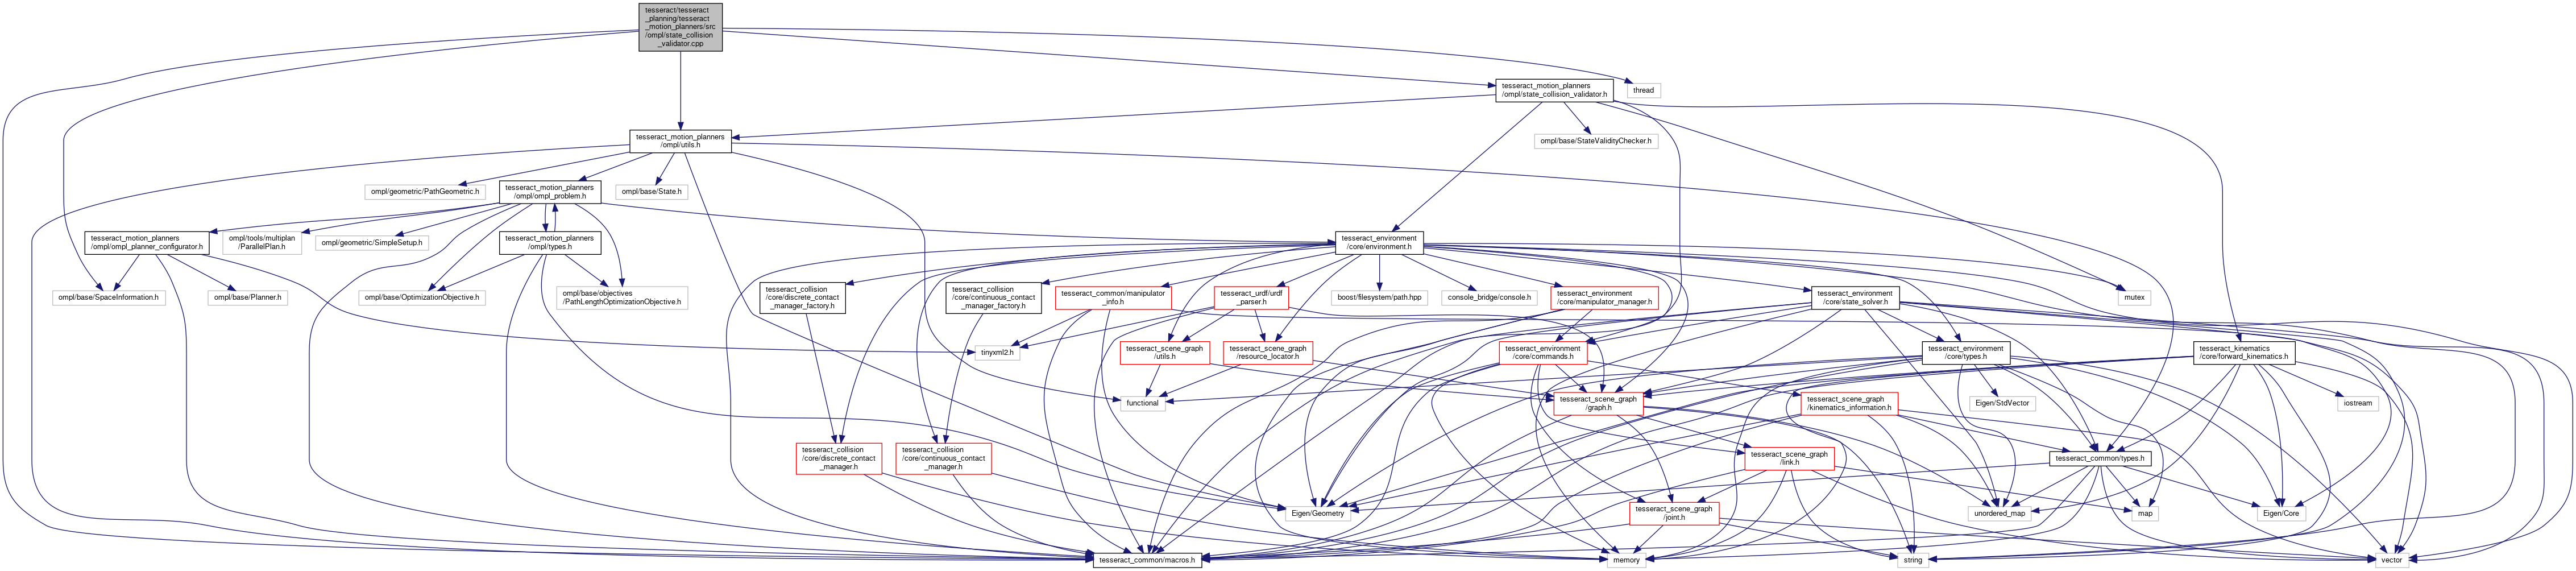 tesseract/tesseract
_planning/tesseract
_motion_planners/src
/ompl/state_collision
_validator.cpp
tesseract_motion_planners
/ompl/state_collision_validator.h
thread
tesseract_motion_planners
/ompl/utils.h
ompl/base/StateValidityChecker.h
ompl/geometric/PathGeometric.h
tesseract_motion_planners
/ompl/ompl_problem.h
ompl/base/State.h
tesseract_motion_planners
/ompl/ompl_planner_configurator.h
ompl/tools/multiplan
/ParallelPlan.h
ompl/geometric/SimpleSetup.h
tesseract_motion_planners
/ompl/types.h
tesseract_environment
/core/environment.h
ompl/base/SpaceInformation.h
ompl/base/Planner.h
ompl/base/OptimizationObjective.h
ompl/base/objectives
/PathLengthOptimizationObjective.h
tesseract_collision
/core/discrete_contact
_manager_factory.h
tesseract_collision
/core/continuous_contact
_manager_factory.h
tesseract_common/manipulator
_info.h
tesseract_urdf/urdf
_parser.h
boost/filesystem/path.hpp
console_bridge/console.h
tesseract_environment
/core/manipulator_manager.h
tesseract_environment
/core/state_solver.h
mutex
tinyxml2.h
tesseract_scene_graph
/utils.h
tesseract_scene_graph
/resource_locator.h
tesseract_environment
/core/commands.h
tesseract_environment
/core/types.h
tesseract_kinematics
/core/forward_kinematics.h
functional
tesseract_scene_graph
/graph.h
tesseract_scene_graph
/kinematics_information.h
Eigen/StdVector
iostream
tesseract_collision
/core/discrete_contact
_manager.h
tesseract_collision
/core/continuous_contact
_manager.h
tesseract_scene_graph
/link.h
tesseract_common/types.h
Eigen/Geometry
tesseract_scene_graph
/joint.h
unordered_map
map
Eigen/Core
tesseract_common/macros.h
memory
string
vector